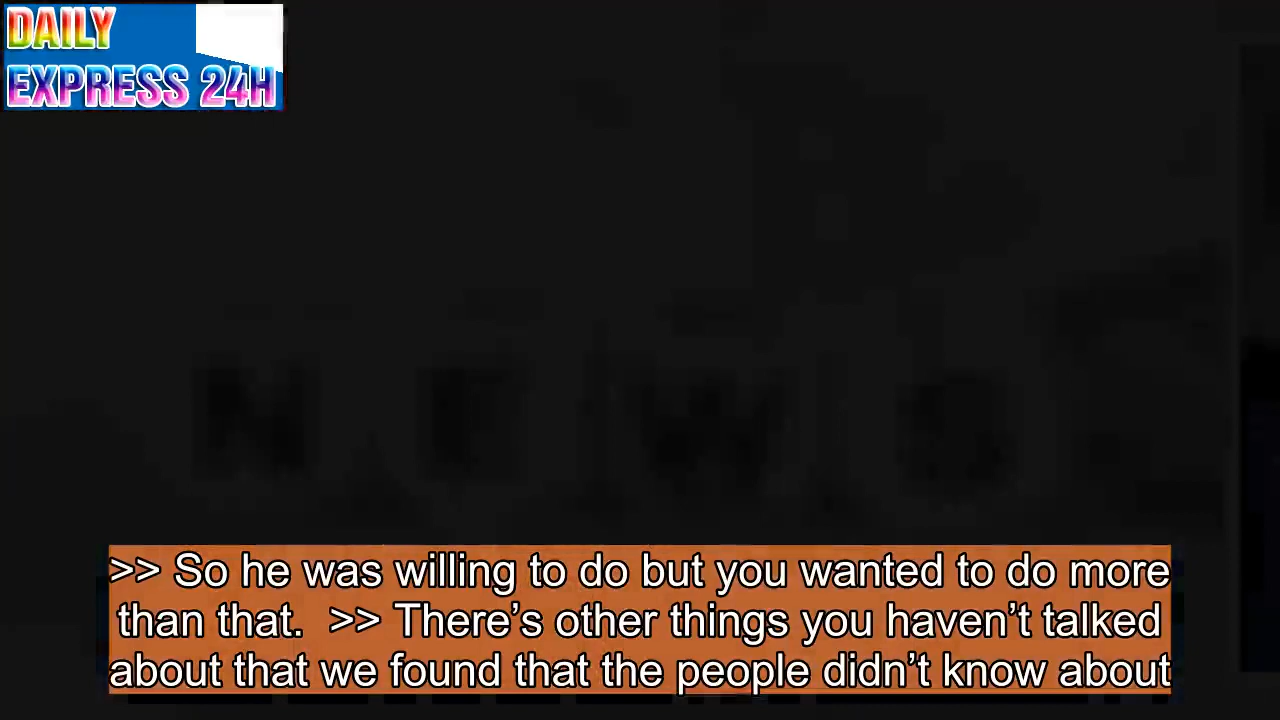 DAILY
EXPRESS 24H
NEWS
>> So he was willing to do but you wanted to do more
than that.  >> There’s other things you haven’t talked
about that we found that the people didn’t know about